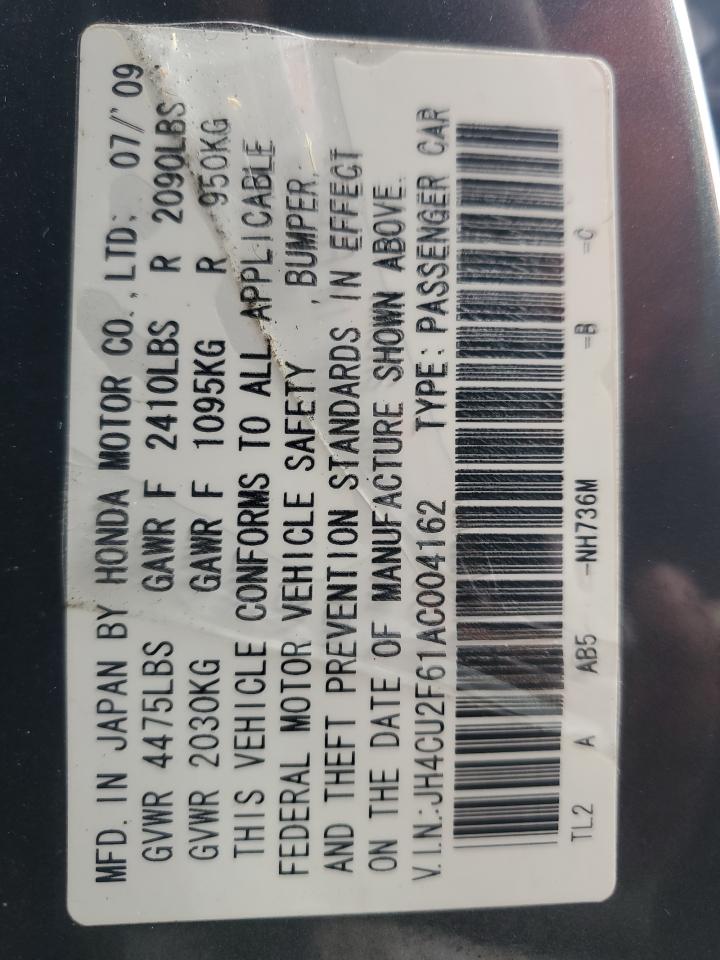 MFD. IN JAPAN BY HONDA MOTOR CO., LTD; 07/ 09
GVWR 4475LBS GAWR F 2410LBS R 2090LBS
GVWR 2030KG GAWR F 1095KG R 950KG
THIS VEHICLE CONFORMS TO ALL APPLICABLE
FEDERAL MOTOR VEHICLE SAFETY, BUMPER,
AND THEFT PREVENTION STANDARDS IN EFFECT
ON THE DATE OF MANUFACTURE SHOWN ABOVE.
V.I.N.:JH4CU2F61AC004162 TYPE: PASSENGER CAR
TL2 A AB5 -NH736M =B =C